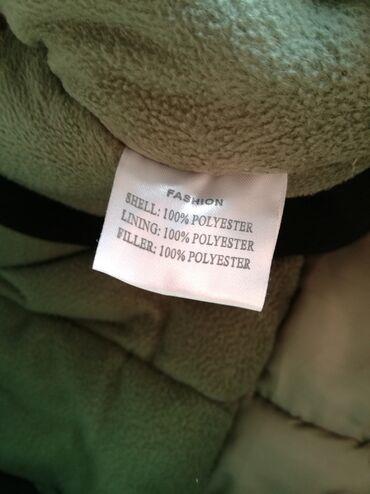 FASHION
SHELL: 100% POLYESTER
LINING: 100% POLYESTER
FILLER: 100% POLYESTER